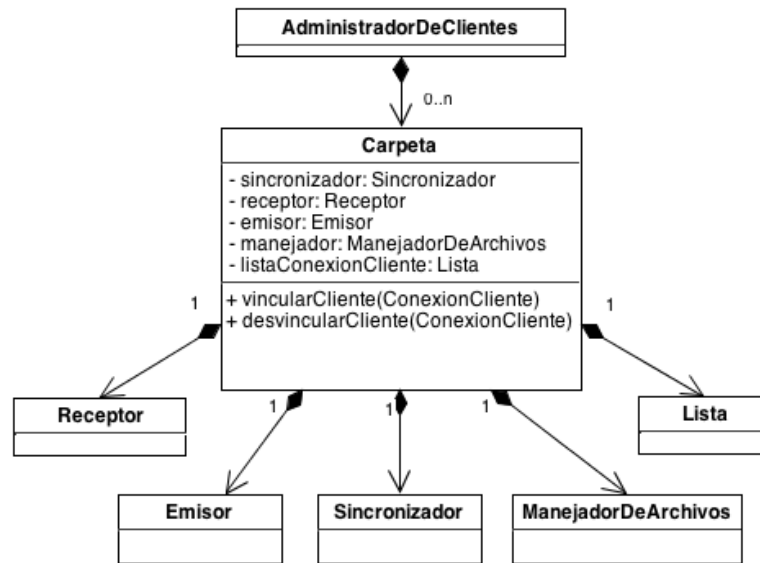 AdministradorDeClientes
0..n
Carpeta
- sincronizador: Sincronizador
- receptor: Receptor
- emisor: Emisor
- manejador: ManejadorDeArchivos
- listaConexionCliente: Lista
+ vincularCliente(ConexionCliente)
+ desvincularCliente(ConexionCliente)
1
1
1
1
1
Receptor
Lista
Emisor
Sincronizador
ManejadorDeArchivos